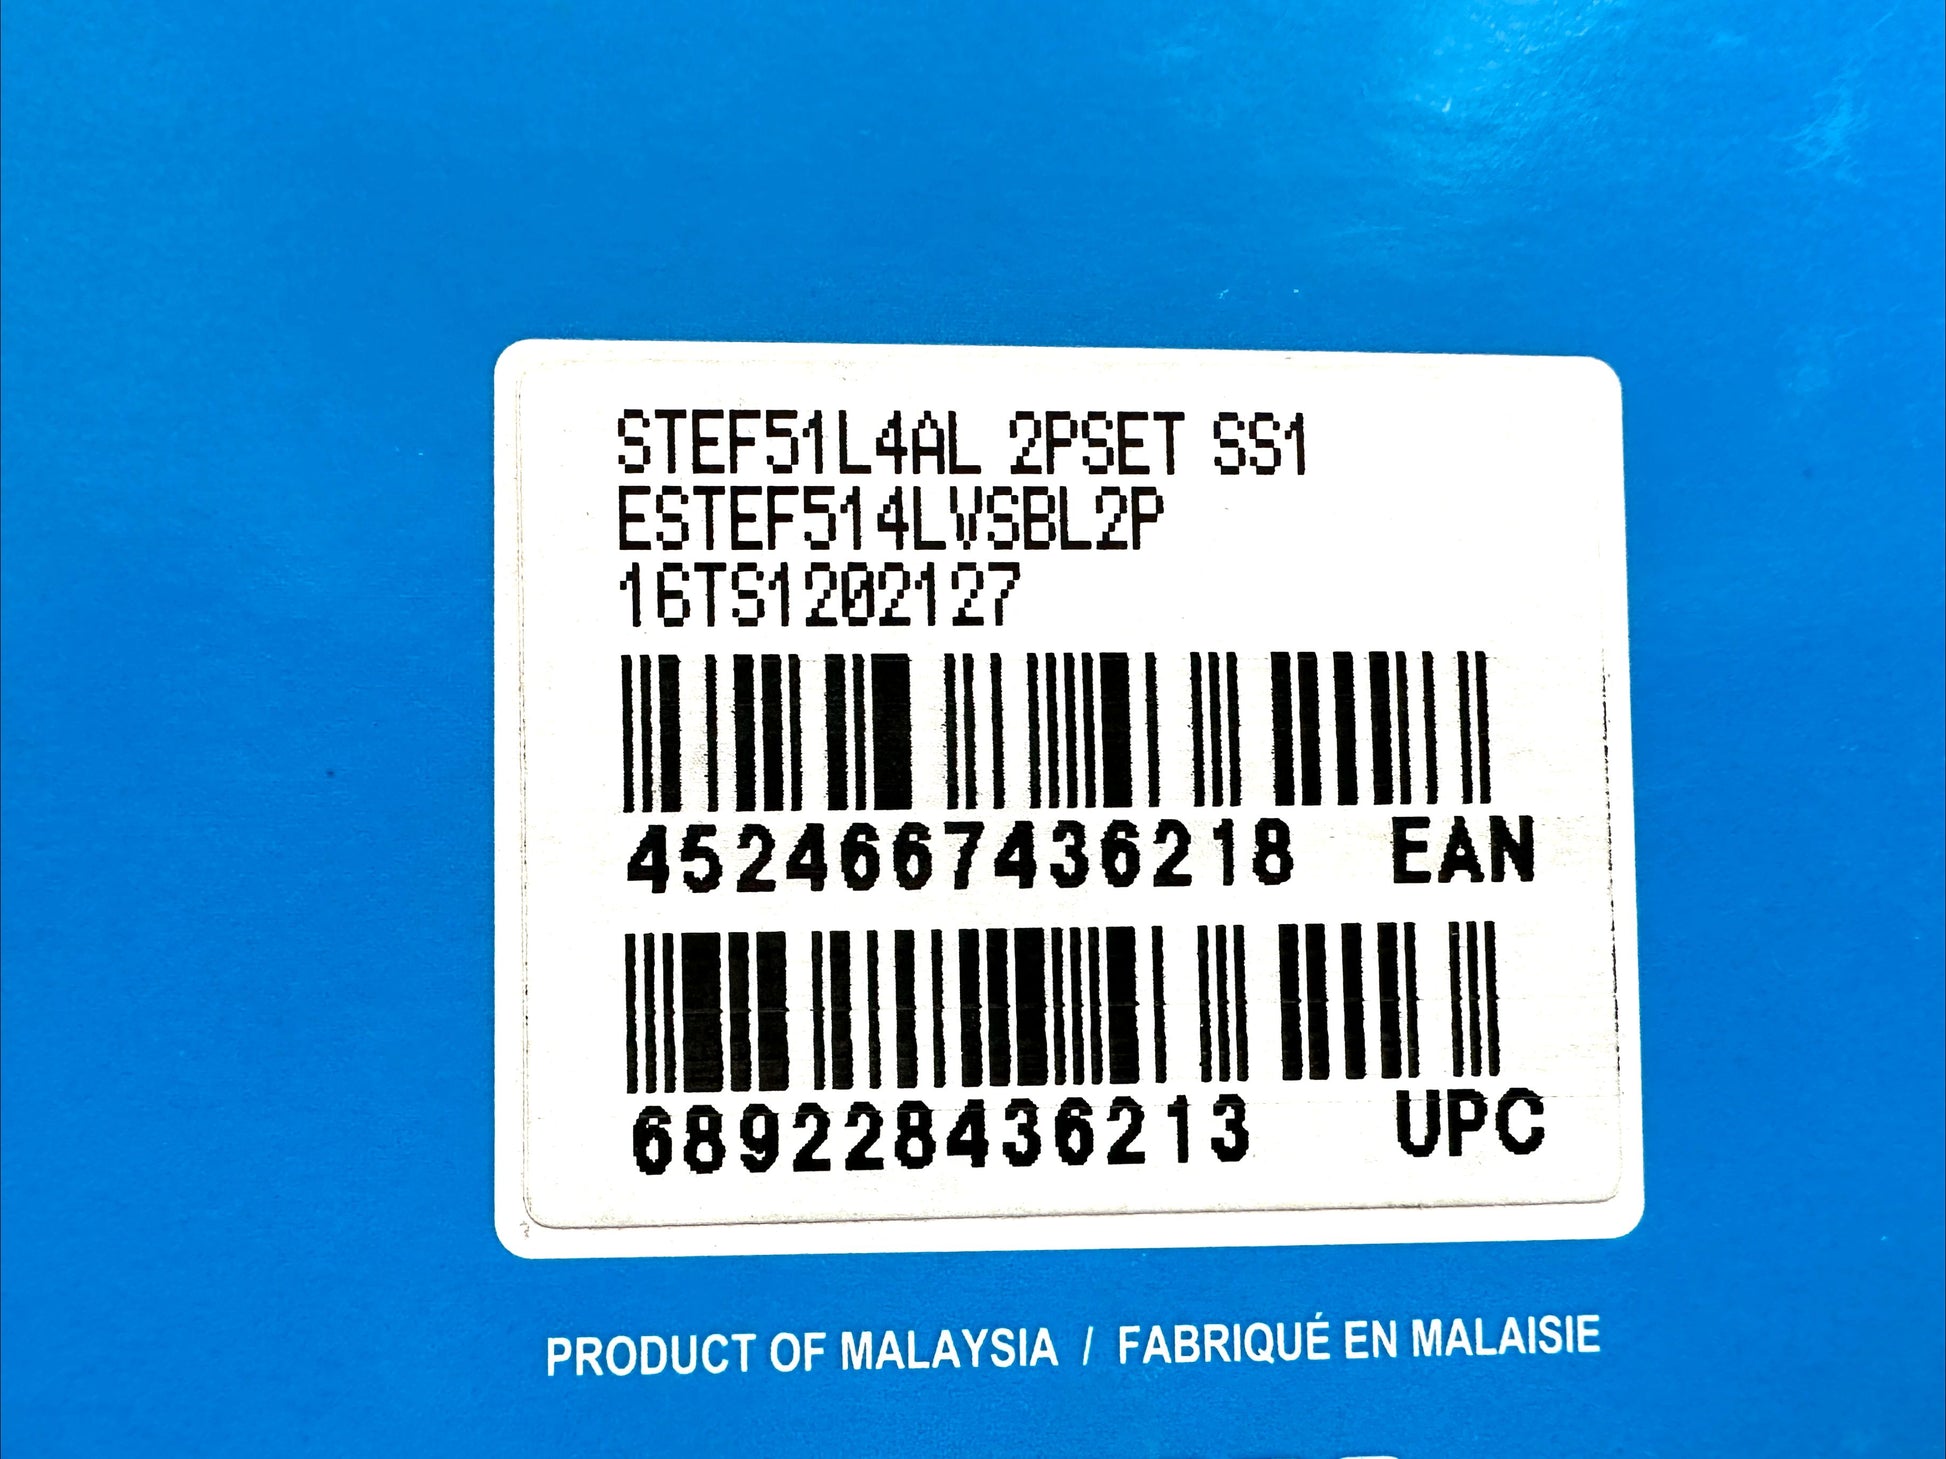 STEF51L4AL 2PSET SS1
ESTEF514LVSBL2P
16TS1202127
4524667436218 EAN
689228436213 UPC
PRODUCT OF MALAYSIA / FABRIQUÉ EN MALAISIE